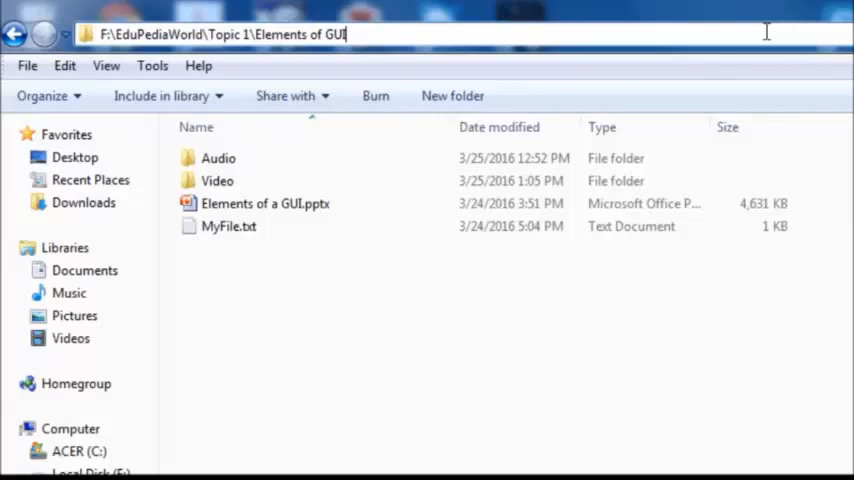 F:\EduPediaWorld\Topic 1\Elements of GUI
File Edit View Tools Help
Organize Include in library Share with Burn New folder
Name Date modified Type Size
Favorites
Desktop
Recent Places
Downloads
Libraries
Documents
Music
Pictures
Videos
Homegroup
Computer
ACER (C:)
Local Disk (F:)
Audio 3/25/2016 12:52 PM File folder
Video 3/25/2016 1:05 PM File folder
Elements of a GUI.pptx 3/24/2016 3:51 PM Microsoft Office P... 4,631 KB
MyFile.txt 3/24/2016 5:04 PM Text Document 1 KB